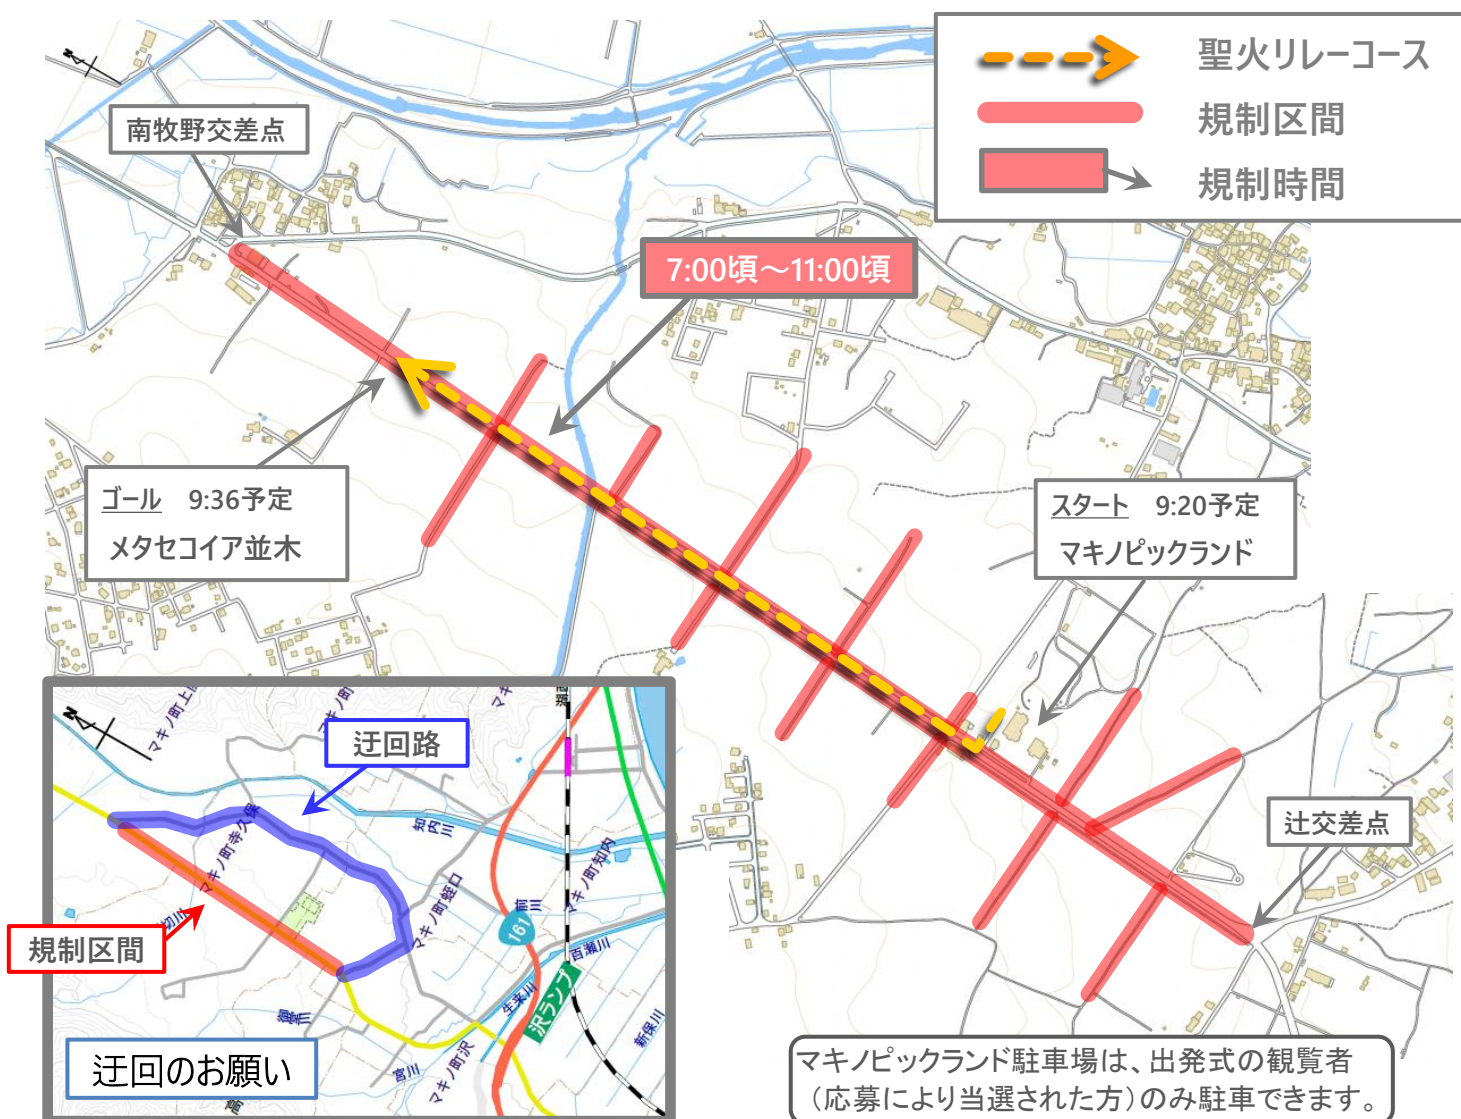 聖火リレーコース
規制区間
規制時間
南牧野交差点
7:00頃～11:00頃
ゴール 9:36予定
メタセコイア並木
スタート 9:20予定
マキノピックランド
辻交差点
迂回路
マキノ町寺久保
知内川
マキノ町蛭口
マキノ町知内
前川
161
百瀬川
生来川
沢ランプ
新保川
マキノ町沢
宮川
規制区間
迂回のお願い
マキノピックランド駐車場は、出発式の観覧者
（応募により当選された方）のみ駐車できます。